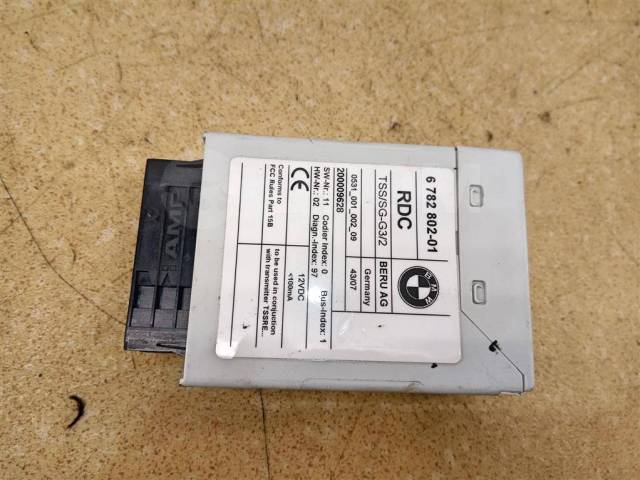 6 782 802-01
BMW
RDC
TSS/SG-G3/2 BERU AG
Germany
0531_001_002_09 43/07
200009628
SW-Nr.: 11 Codier Index: 0 Bus-Index: 1
HW-Nr.: 02 Diagn.-Index: 97
CE 12VDC
<100mA
Conforms to
FCC Rules Part 15B
to be used in conjuction
with transmitter TSSRE...
AMP